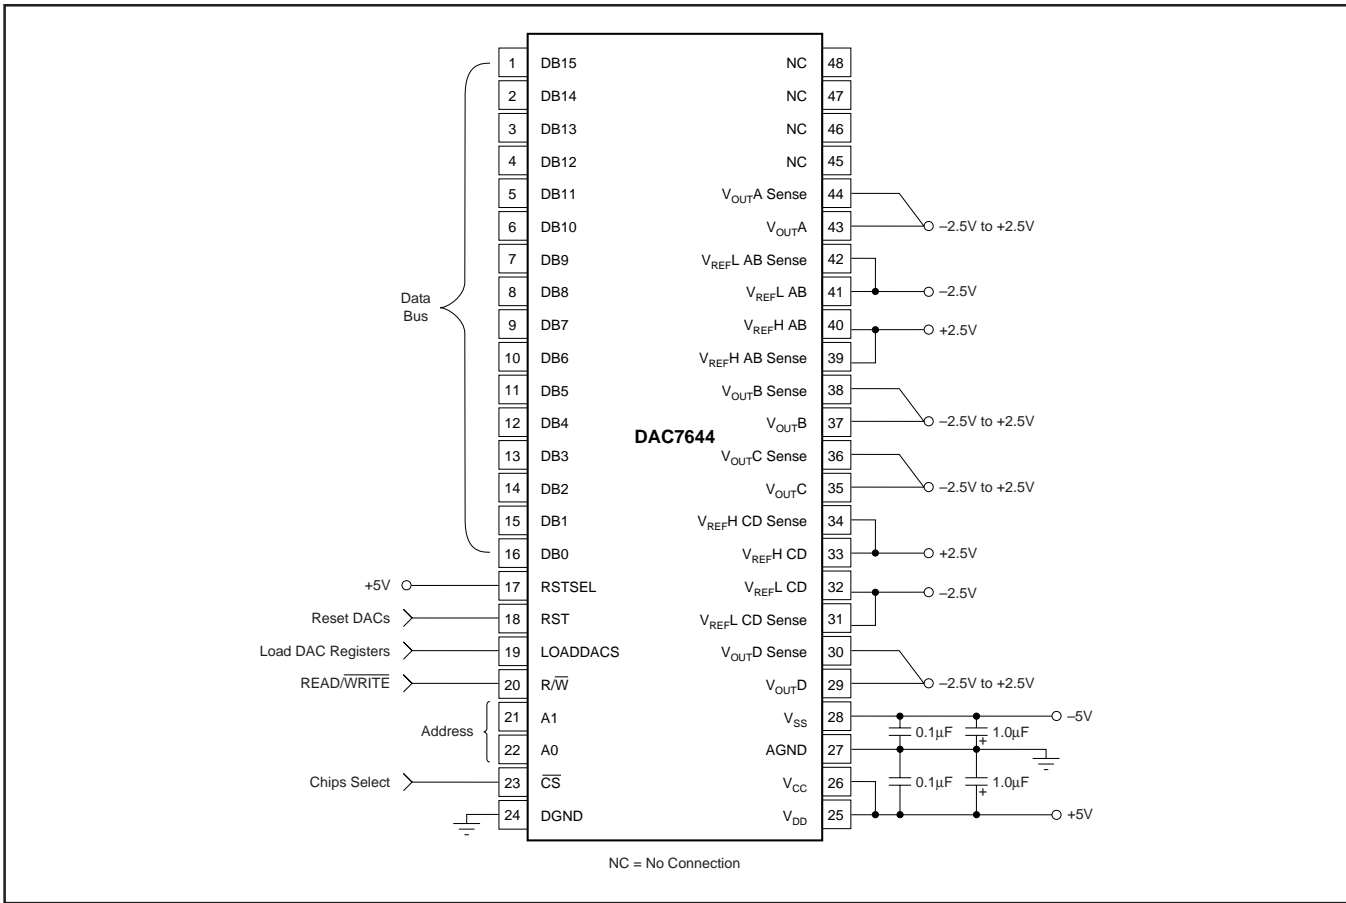 1 DB15 NC 48
2 DB14 NC 47
3 DB13 NC 46
4 DB12 NC 45
5 DB11 VOUTA Sense 44
6 DB10 VOUTA 43 –2.5V to +2.5V
7 DB9 VREFL AB Sense 42
8 DB8 VREFL AB 41 –2.5V
Data
Bus
9 DB7 VREFH AB 40 +2.5V
10 DB6 VREFH AB Sense 39
11 DB5 VOUTB Sense 38
12 DB4 VOUTB 37 –2.5V to +2.5V
DAC7644
13 DB3 VOUTC Sense 36
14 DB2 VOUTC 35 –2.5V to +2.5V
15 DB1 VREFH CD Sense 34
16 DB0 VREFH CD 33 +2.5V
+5V 17 RSTSEL VREFL CD 32 –2.5V
Reset DACs 18 RST VREFL CD Sense 31
Load DAC Registers 19 LOADDACS VOUTD Sense 30
READ/W̅R̅I̅T̅E̅ 20 R/W̅ VOUTD 29 –2.5V to +2.5V
21 A1 VSS 28 –5V
Address
0.1µF 1.0µF
+
22 A0 AGND 27
Chips Select 23 C̅S̅ VCC 26 0.1µF 1.0µF
+
24 DGND VDD 25 +5V
NC = No Connection